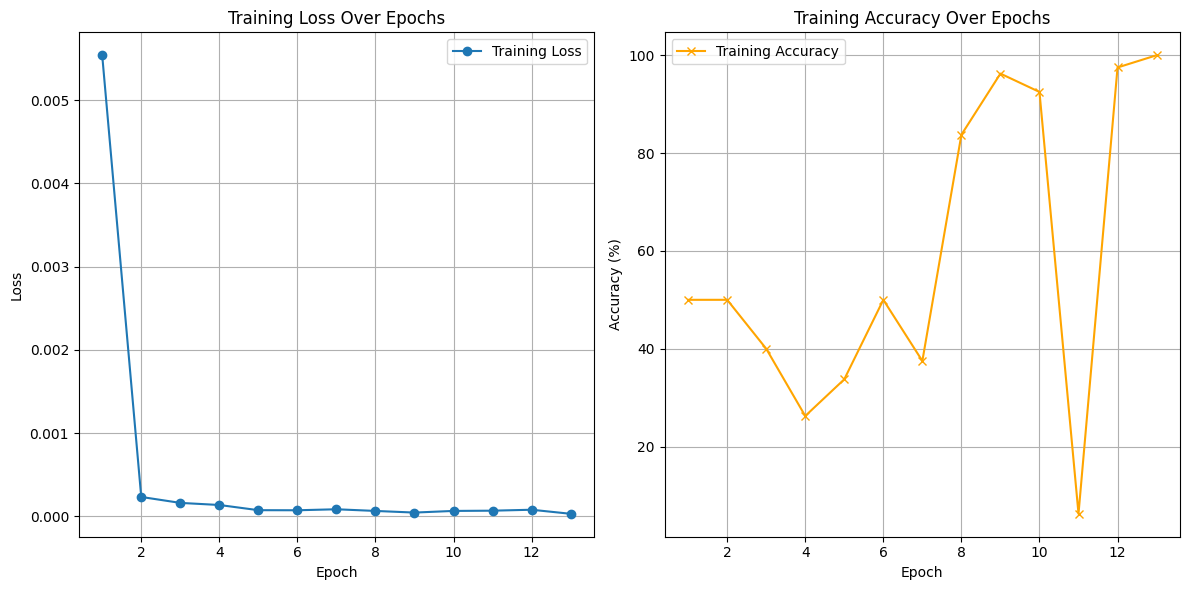 Training Loss Over Epochs
Training Loss
0.005
0.004
0.003
0.002
0.001
0.000
Loss
2 4 6 8 10 12
Epoch
Training Accuracy Over Epochs
Training Accuracy
100
80
60
40
20
Accuracy (%)
2 4 6 8 10 12
Epoch